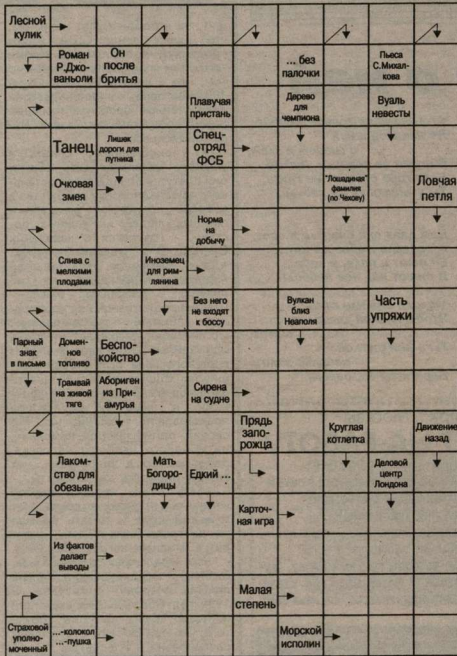 Лесной
кулик
Роман
Р.Джо-
ваньоли
Он
после
бритья
... без
палочки
Пьеса
С.Михал-
кова
Плавучая
пристань
Дерево
для
чемпиона
Вуаль
невесты
Танец
Лишек
дороги для
путника
Спец-
отряд
ФСБ
Очковая
змея
"Лошадиная"
фамилия
(по Чехову)
Ловчая
петля
Норма
на
добычу
Слива с
мелкими
плодами
Иноземец
для рим-
лянина
Без него
не входят
к боссу
Вулкан
близ
Неаполя
Часть
упряжи
Парный
знак
в письме
Домен-
ное
топливо
Беспо-
койство
Трамвай
на живой
тяге
Абориген
из При-
амурья
Сирена
на судне
Прядь
запо-
рожца
Круглая
котлетка
Движение
назад
Лаком-
ство для
обезьян
Мать
Богоро-
дицы
Едкий ...
Деловой
центр
Лондона
Карточ-
ная игра
Из фактов
делает
выводы
Малая
степень
Страховой
уполно-
моченный
...-колокол
...-пушка
Морской
исполин